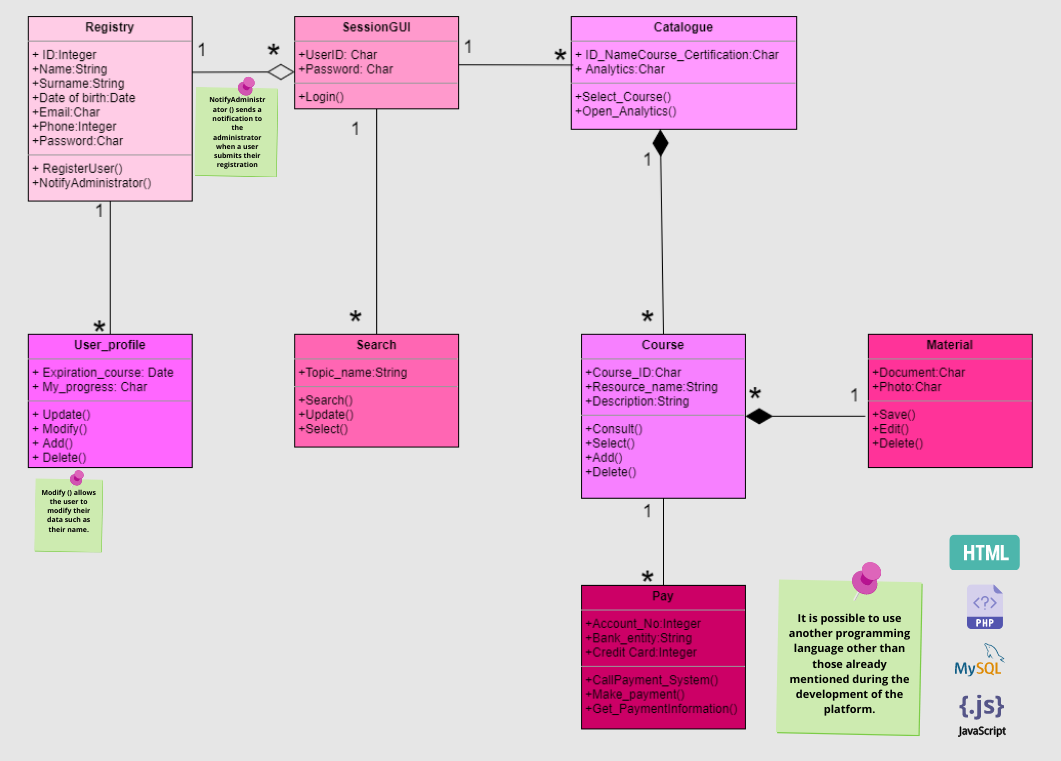 Registry
+ ID:Integer
+Name:String
+Surname:String
+Date of birth:Date
+Email:Char
+Phone:Integer
+Password:Char
+ RegisterUser()
+NotifyAdministrator()
1
*
SessionGUI
+UserID: Char
+Password: Char
+Login()
1
*
Catalogue
+ ID_NameCourse_Certification:Char
+ Analytics:Char
+Select_Course()
+Open_Analytics()
NotifyAdministr
ator () sends a
notification to
the
administrator
when a user
submits their
registration
1
*
1
*
1
*
User_profile
+ Expiration_course: Date
+ My_progress: Char
+ Update()
+ Modify()
+ Add()
+ Delete()
Search
+Topic_name:String
+Search()
+Update()
+Select()
Course
+Course_ID:Char
+Resource_name:String
+Description:String
+Consult()
+Select()
+Add()
+Delete()
*
1
Material
+Document:Char
+Photo:Char
+Save()
+Edit()
+Delete()
Modify () allows
the user to
modify their
data such as
their name.
1
*
Pay
+Account_No:Integer
+Bank_entity:String
+Credit Card:Integer
+CallPayment_System()
+Make_payment()
+Get_PaymentInformation()
It is possible to use
another programming
language other than
those already
mentioned during the
development of the
platform.
HTML
<?>
PHP
MySQL
{.js}
JavaScript